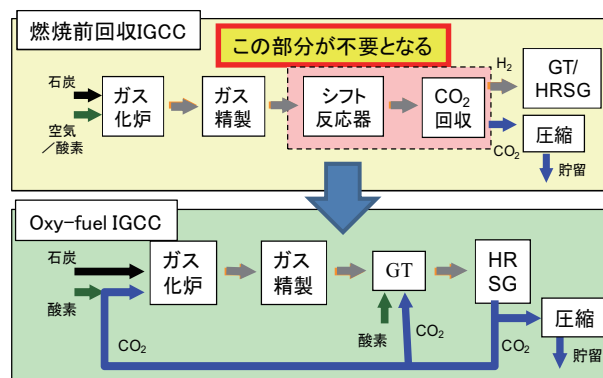 燃焼前回収IGCC
この部分が不要となる
石炭
空気
／酸素
ガス
化炉
ガス
精製
シフト
反応器
CO2
回収
H2
GT/
HRSG
CO2
圧縮
貯留
Oxy-fuel IGCC
石炭
酸素
ガス
化炉
ガス
精製
GT
HR
SG
圧縮
酸素
CO2
CO2
CO2
貯留